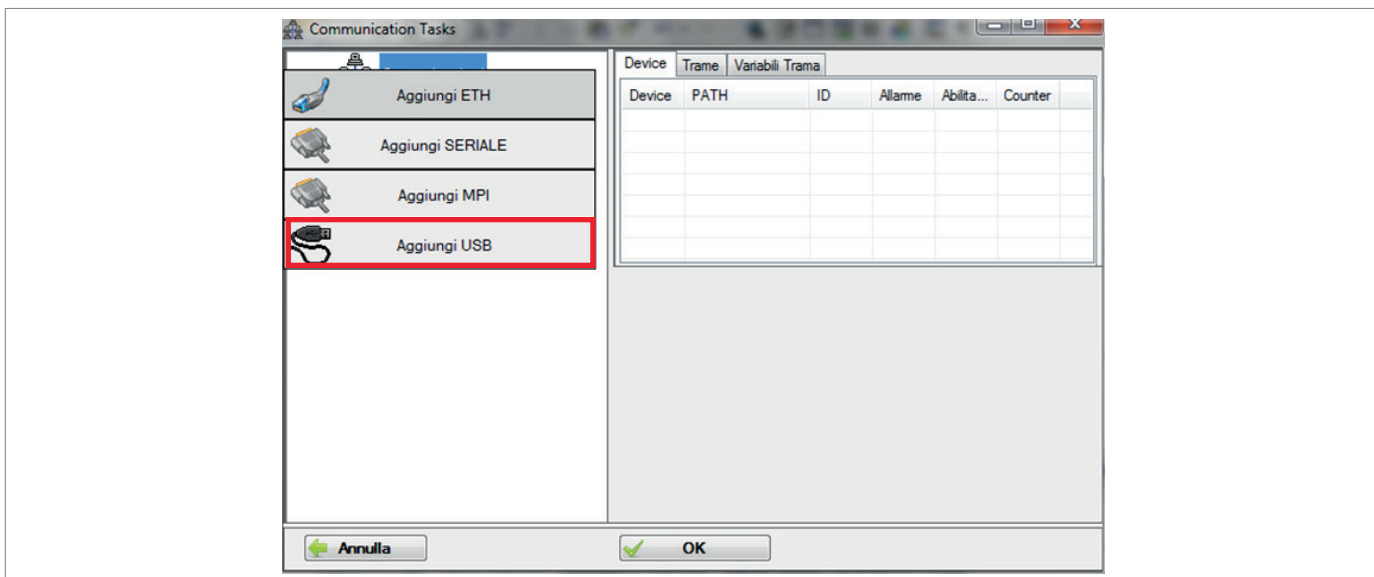 Communication Tasks
Device Trame Variabili Trama
Aggiungi ETH
Device PATH ID Allarme Abilita... Counter
Aggiungi SERIALE
Aggiungi MPI
Aggiungi USB
Annulla OK